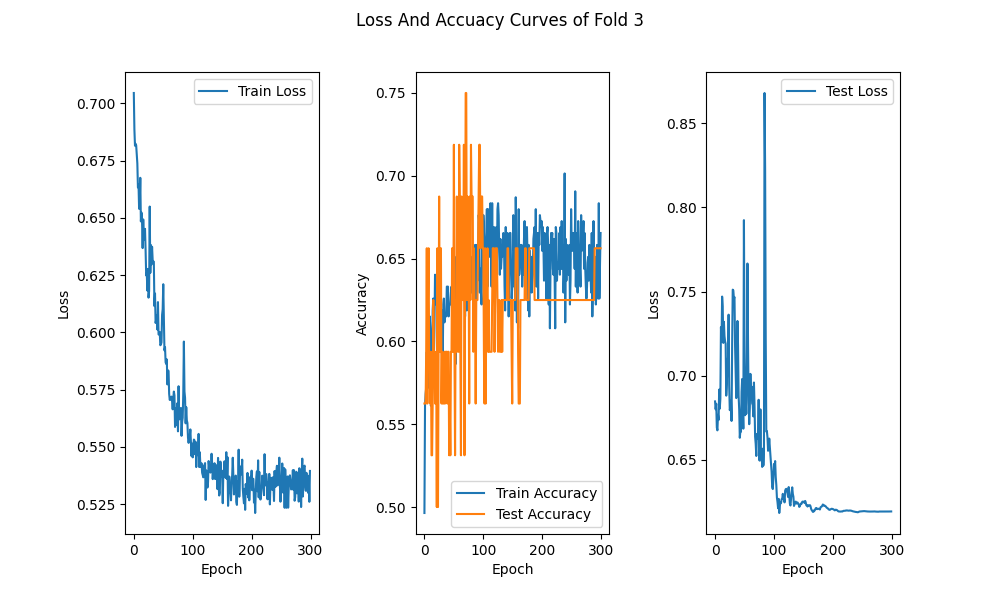 Loss And Accuacy Curves of Fold 3
Train Loss
0.700
0.675
0.650
0.625
0.600
0.575
0.550
0.525
Loss
0
100
200
300
Epoch
0.75
0.70
0.65
0.60
0.55
0.50
Accuracy
Train Accuracy
Test Accuracy
0
100
200
300
Epoch
Test Loss
0.85
0.80
0.75
0.70
0.65
Loss
0
100
200
300
Epoch